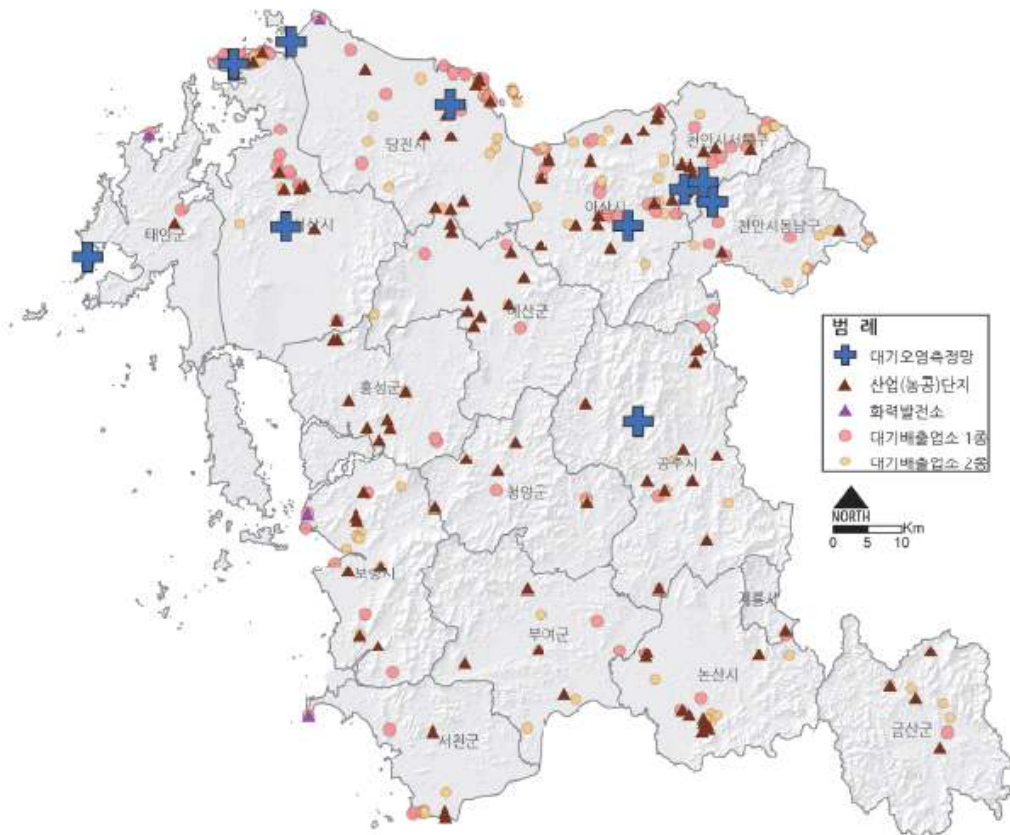 당진시
천안시서북구
아산시
천안시동남구
태안군
서산시
예산군
홍성군
청양군
공주시
보령시
계룡시
부여군
논산시
서천군
금산군
범 례
대기오염측정망
산업(농공)단지
화력발전소
대기배출업소 1종
대기배출업소 2종
NORTH
0 5 10 Km